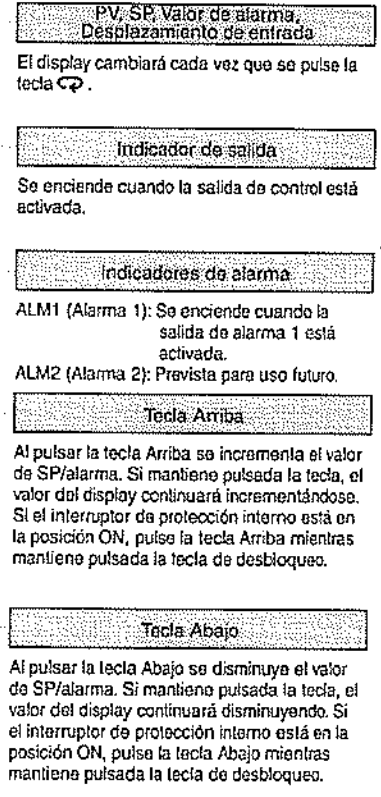 PV, SP, Valor de alarma,
Desplazamiento de entrada
El display cambiará cada vez que se pulse la
tecla .
Indicador de salida
Se enciende cuando la salida de control está
activada.
Indicadores de alarma
ALM1 (Alarma 1): Se enciende cuando la
salida de alarma 1 está
activada.
ALM2 (Alarma 2): Prevista para uso futuro.
Tecla Arriba
Al pulsar la tecla Arriba se incrementa el valor
de SP/alarma. Si mantiene pulsada la tecla, el
valor del display continuará incrementándose.
Si el interruptor de protección interno está en
la posición ON, pulse la tecla Arriba mientras
mantiene pulsada la tecla de desbloqueo.
Tecla Abajo
Al pulsar la tecla Abajo se disminuye el valor
de SP/alarma. Si mantiene pulsada la tecla, el
valor del display continuará disminuyendo. Si
el interruptor de protección interno está en la
posición ON, pulse la tecla Abajo mientras
mantiene pulsada la tecla de desbloqueo.